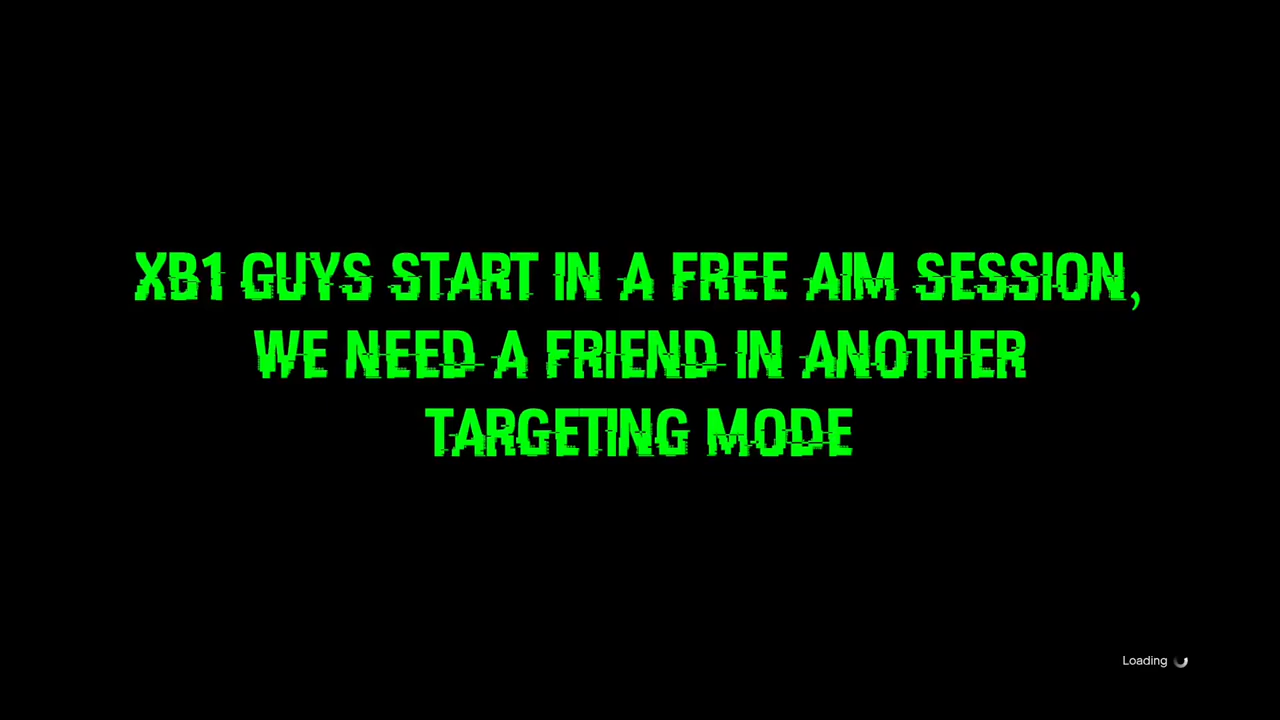 XB1 GUYS START IN A FREE AIM SESSION,
WE NEED A FRIEND IN ANOTHER
TARGETING MODE
Loading